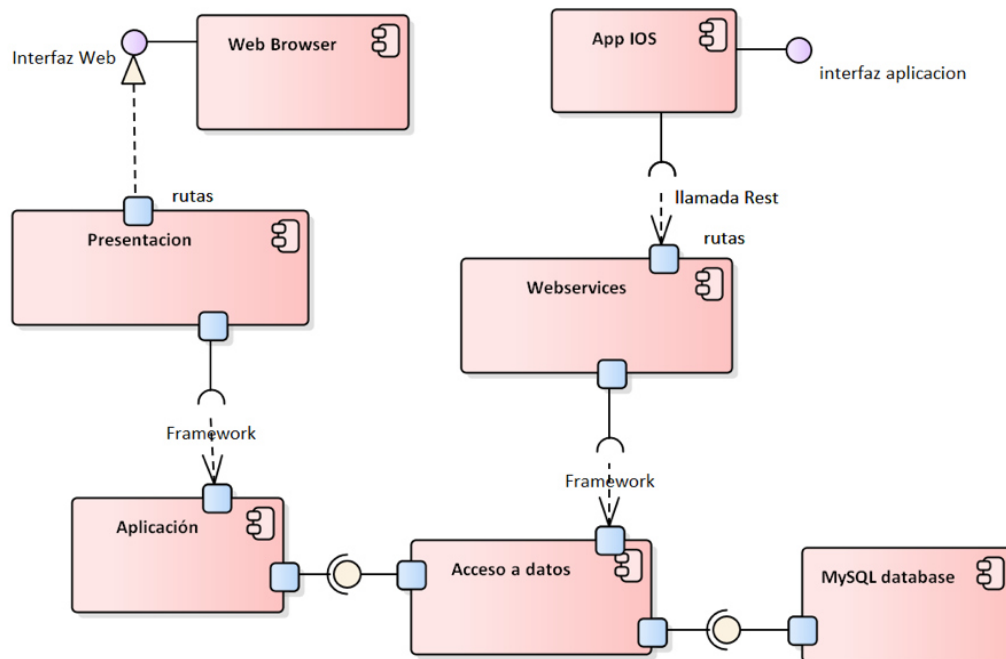 Web Browser
App IOS
Interfaz Web
interfaz aplicacion
rutas
llamada Rest
rutas
Presentacion
Webservices
Framework
Framework
Aplicación
Acceso a datos
MySQL database